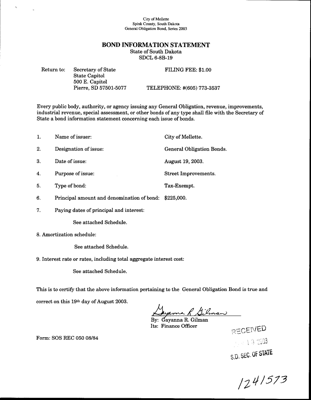 City of Mellette
Spink County, South Dakota
General Obligation Bond, Series 2003
BOND INFORMATION STATEMENT
State of South Dakota
SDCL 6-8B-19
Return to: Secretary of State FILING FEE: $1.00
State Capitol
500 E. Capitol
Pierre, SD 57501-5077 TELEPHONE: #(605) 773-3537
Every public body, authority, or agency issuing any General Obligation, revenue, improvements,
industrial revenue, special assessment, or other bonds of any type shall file with the Secretary of
State a bond information statement concerning each issue of bonds.
1. Name of issuer: City of Mellette.
2. Designation of issue: General Obligation Bonds.
3. Date of issue: August 19, 2003.
4. Purpose of issue: Street Improvements.
5. Type of bond: Tax-Exempt.
6. Principal amount and denomination of bond: $225,000.
7. Paying dates of principal and interest:
See attached Schedule.
8. Amortization schedule:
See attached Schedule.
9. Interest rate or rates, including total aggregate interest cost:
See attached Schedule.
This is to certify that the above information pertaining to the General Obligation Bond is true and
correct on this 19th day of August 2003.
Gayanna R Gilman
By: Gayanna R. Gilman
Its: Finance Officer
RECEIVED
S.D. SEC. OF STATE
Form: SOS REC 050 08/84
1241573